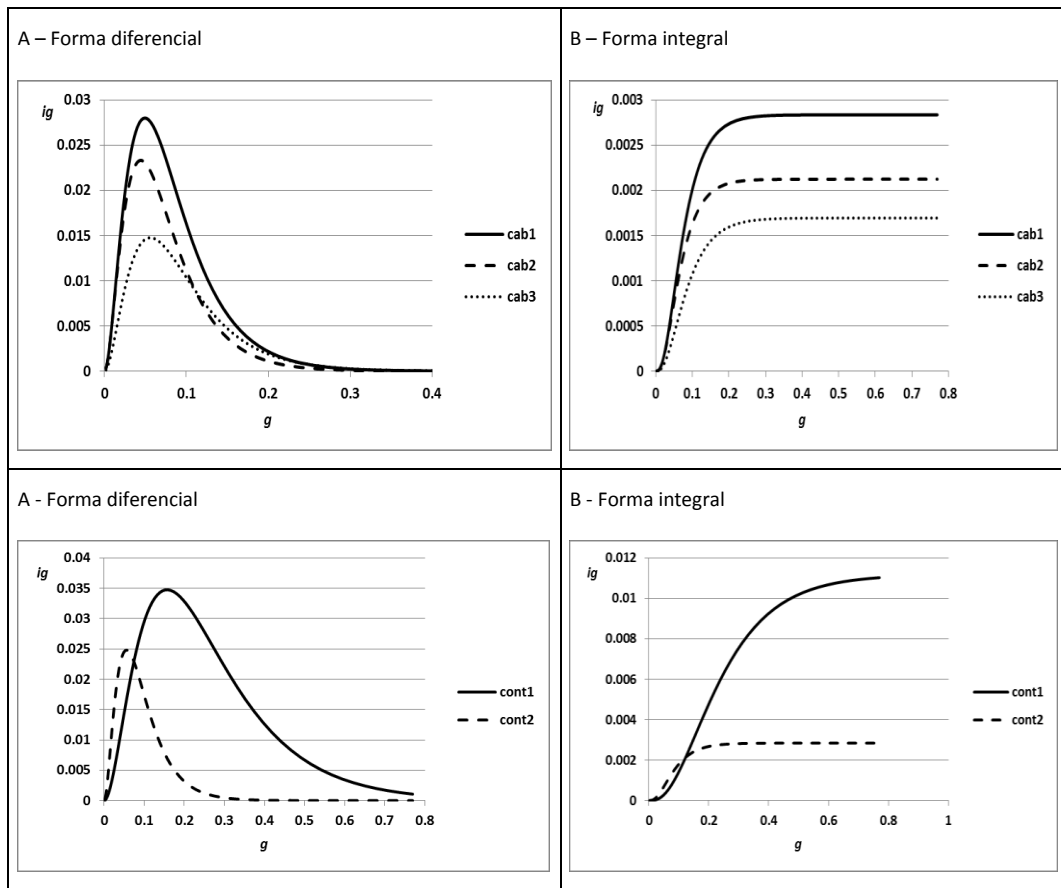 A – Forma diferencial
ig
0.03
0.025
0.02
0.015
0.01
0.005
0
0 0.1 0.2 0.3 0.4
g
cab1
cab2
cab3
B – Forma integral
ig
0.003
0.0025
0.002
0.0015
0.001
0.0005
0
0 0.1 0.2 0.3 0.4 0.5 0.6 0.7 0.8
g
cab1
cab2
cab3
A - Forma diferencial
ig
0.04
0.035
0.03
0.025
0.02
0.015
0.01
0.005
0
0 0.1 0.2 0.3 0.4 0.5 0.6 0.7 0.8
g
cont1
cont2
B - Forma integral
ig
0.012
0.01
0.008
0.006
0.004
0.002
0
0 0.2 0.4 0.6 0.8 1
g
cont1
cont2